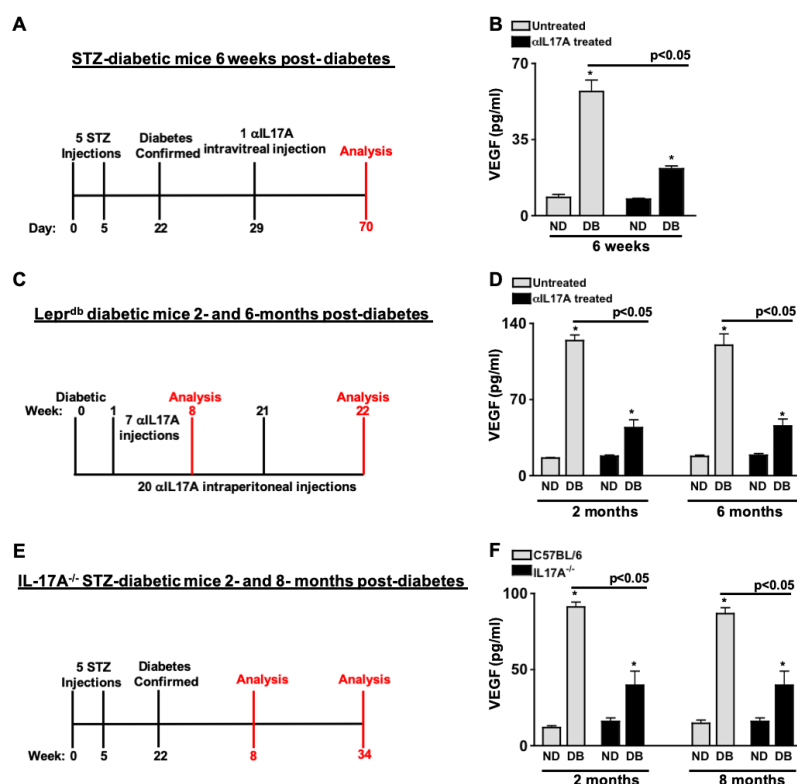 A
STZ-diabetic mice 6 weeks post-diabetes
5 STZ
Injections
Diabetes
Confirmed
1 αIL17A
intravitreal injection
Analysis
Day: 0 5 22 29 70
B
Untreated
αIL17A treated
p<0.05
VEGF (pg/ml)
70
35
0
* *
ND DB ND DB
6 weeks
C
Leprdb diabetic mice 2- and 6-months post-diabetes
Diabetic Analysis Analysis
Week: 0 1 8 21 22
7 αIL17A
injections
20 αIL17A intraperitoneal injections
D
Untreated
αIL17A treated
p<0.05 p<0.05
VEGF (pg/ml)
140
70
0
* * * *
ND DB ND DB ND DB ND DB
2 months 6 months
E
IL-17A-/- STZ-diabetic mice 2- and 8- months post-diabetes
5 STZ
Injections
Diabetes
Confirmed
Analysis Analysis
Week: 0 5 22 8 34
F
C57BL/6
IL17A-/-
p<0.05 p<0.05
VEGF (pg/ml)
100
50
0
* * * *
ND DB ND DB ND DB ND DB
2 months 8 months